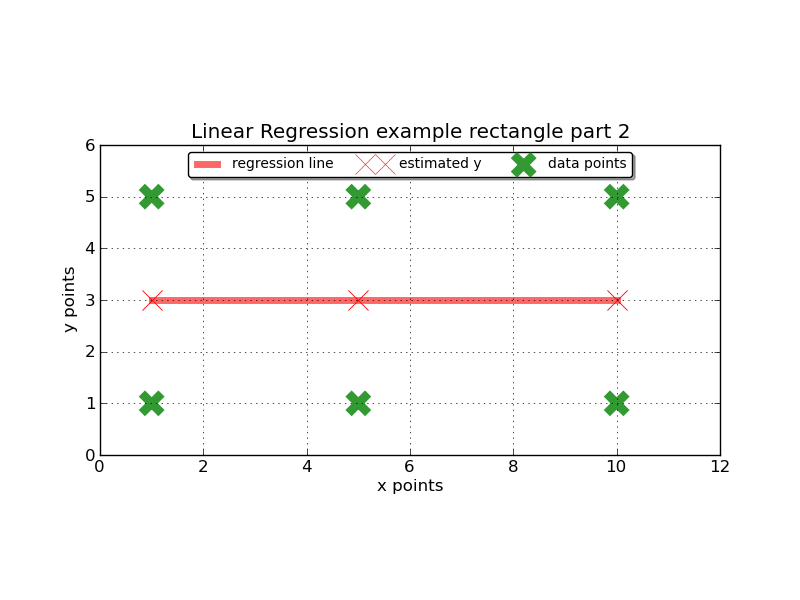 Linear Regression example rectangle part 2
regression line estimated y data points
6
5
4
3
2
1
0
y points
0 2 4 6 8 10 12
x points